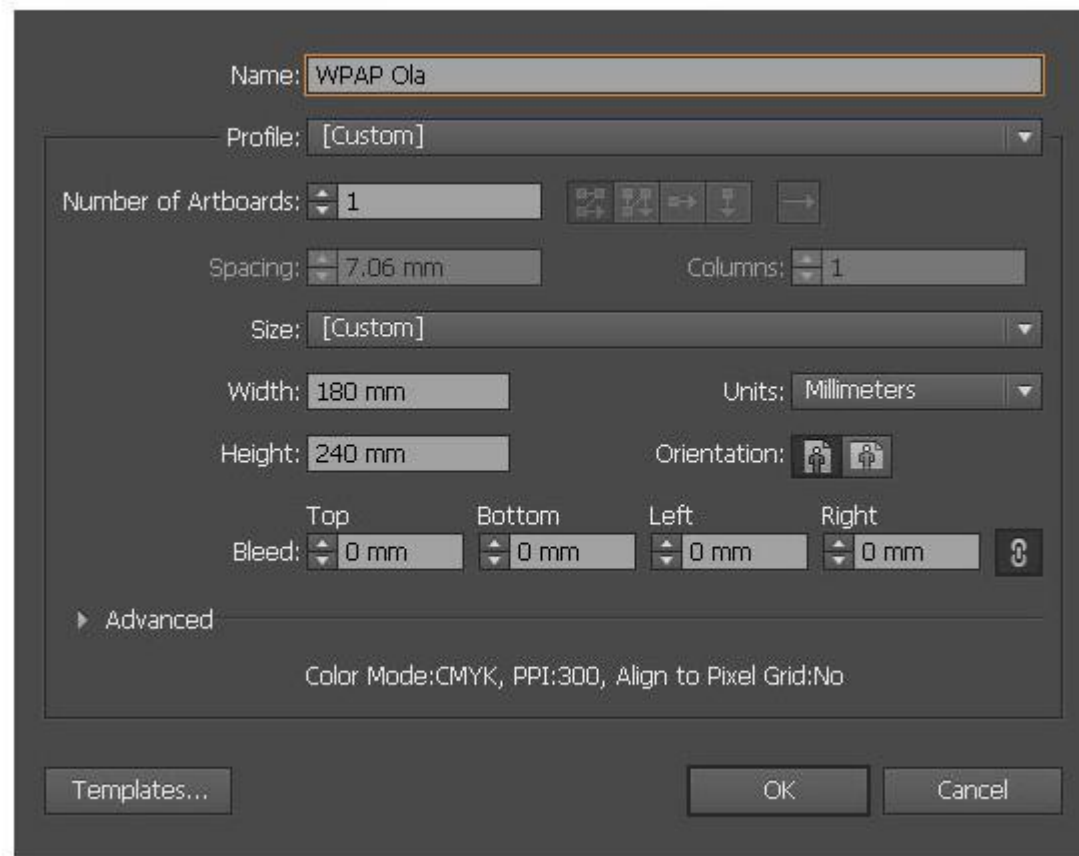 Name: WPAP Ola
Profile: [Custom]
Number of Artboards: 1
Spacing: 7.06 mm Columns: 1
Size: [Custom]
Width: 180 mm Units: Millimeters
Height: 240 mm Orientation:
Top Bottom Left Right
Bleed: 0 mm 0 mm 0 mm 0 mm
Advanced
Color Mode:CMYK, PPI:300, Align to Pixel Grid:No
Templates... OK Cancel